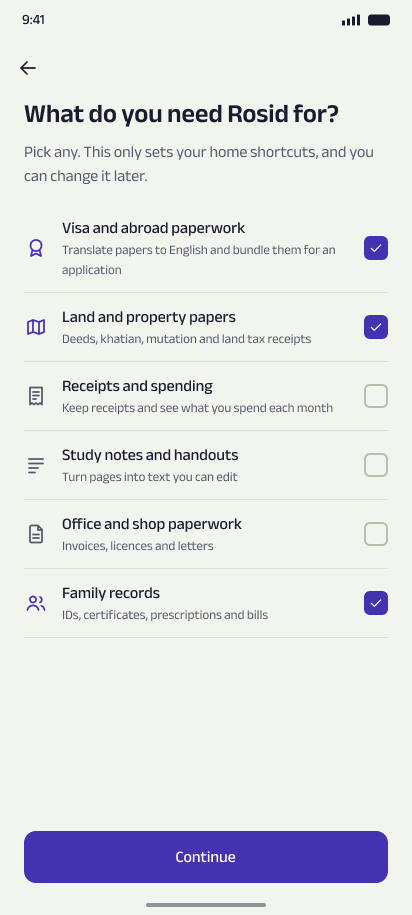 9:41
What do you need Rosid for?
Pick any. This only sets your home shortcuts, and you
can change it later.
Visa and abroad paperwork
Translate papers to English and bundle them for an
application
Land and property papers
Deeds, khatian, mutation and land tax receipts
Receipts and spending
Keep receipts and see what you spend each month
Study notes and handouts
Turn pages into text you can edit
Office and shop paperwork
Invoices, licences and letters
Family records
IDs, certificates, prescriptions and bills
Continue